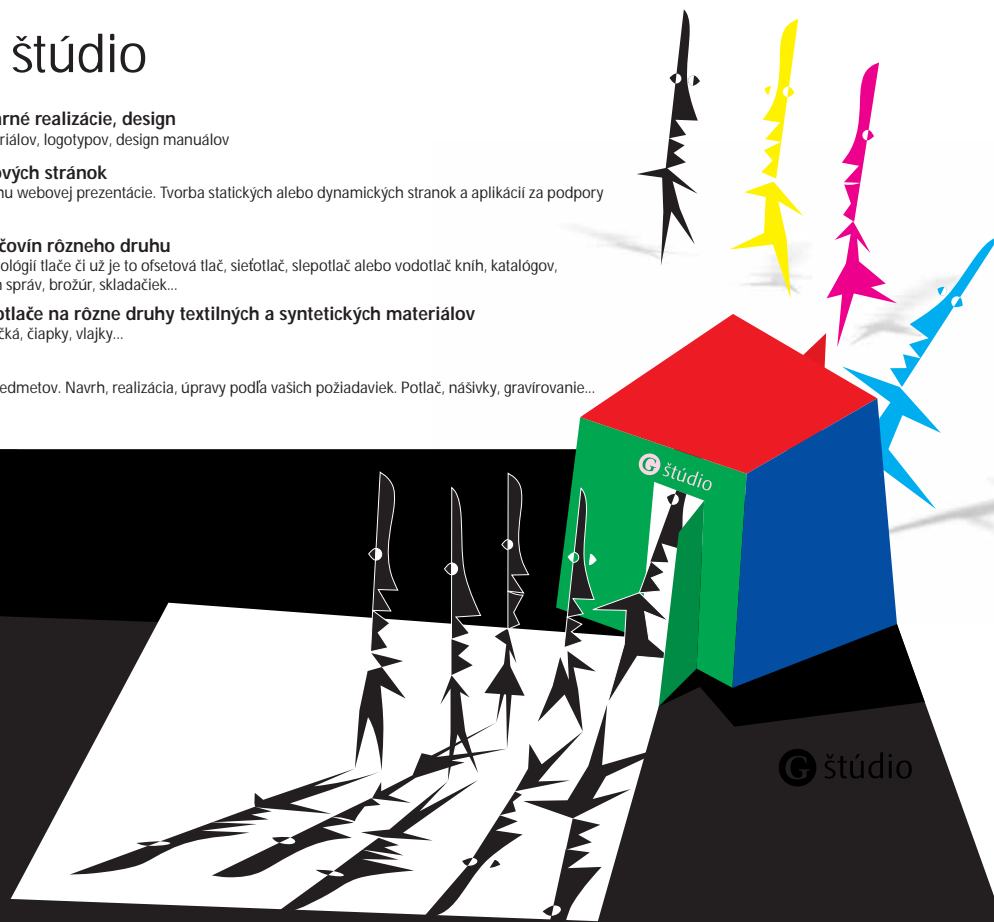 štúdio
árné realizácie, design
riálov, logotypov, design manuálov
ových stránok
nu webovej prezentácie. Tvorba statických alebo dynamických stranok a aplikácií za podpory
čovín rôzneho druhu
ológií tlače či už je to ofsetová tlač, sieťotlač, slepotlač alebo vodotlač kníh, katalógov,
n správ, brožúr, skladačiek...
otlače na rôzne druhy textilných a syntetických materiálov
čká, čiapky, vlajky...
edmetov. Navrh, realizácia, úpravy podľa vašich požiadaviek. Potlač, nášivky, gravírovanie...
G štúdio
G štúdio